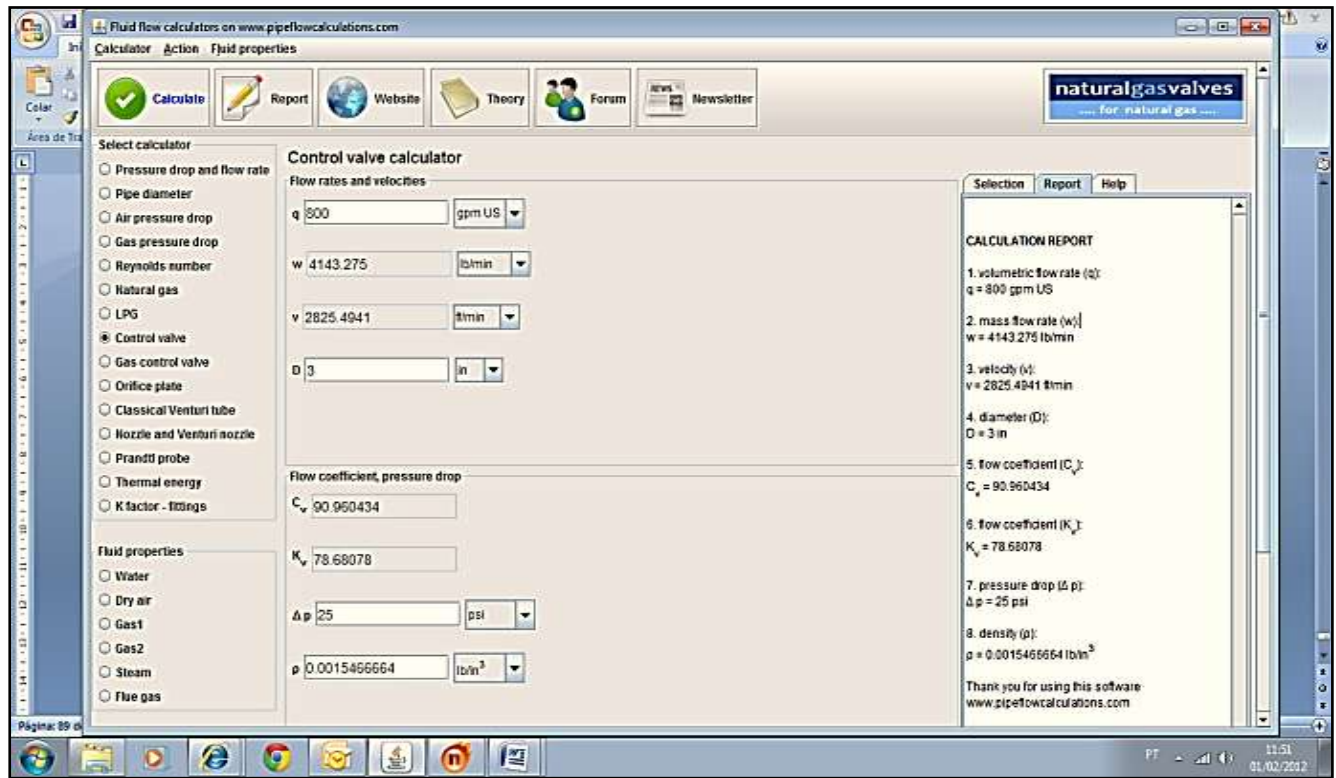 Fluid flow calculators on www.pipeflowcalculations.com
Calculator Action Fluid properties
Colar
Calculate Report Website Theory Forum Newsletter
NEWS
naturalgasvalves
.... for natural gas ....
Select calculator
Pressure drop and flow rate
Pipe diameter
Air pressure drop
Gas pressure drop
Reynolds number
Natural gas
LPG
Control valve
Gas control valve
Orifice plate
Classical Venturi tube
Nozzle and Venturi nozzle
Prandtl probe
Thermal energy
K factor - fittings
Fluid properties
Water
Dry air
Gas1
Gas2
Steam
Flue gas
Control valve calculator
Flow rates and velocities
q 800 gpm US
w 4143.275 lb/min
v 2825.4941 ft/min
D 3 in
Flow coefficient, pressure drop
Cv 90.960434
Kv 78.68078
Δ p 25 psi
ρ 0.0015466664 lb/in³
Selection Report Help
CALCULATION REPORT
1. volumetric flow rate (q):
q = 800 gpm US
2. mass flow rate (w):
w = 4143.275 lb/min
3. velocity (v):
v = 2825.4941 ft/min
4. diameter (D):
D = 3 in
5. flow coefficient (Cv):
Cv = 90.960434
6. flow coefficient (Kv):
Kv = 78.68078
7. pressure drop (Δ p):
Δ p = 25 psi
8. density (ρ):
ρ = 0.0015466664 lb/in³
Thank you for using this software
www.pipeflowcalculations.com
Página: 89 d
PT 11:51
01/02/2012